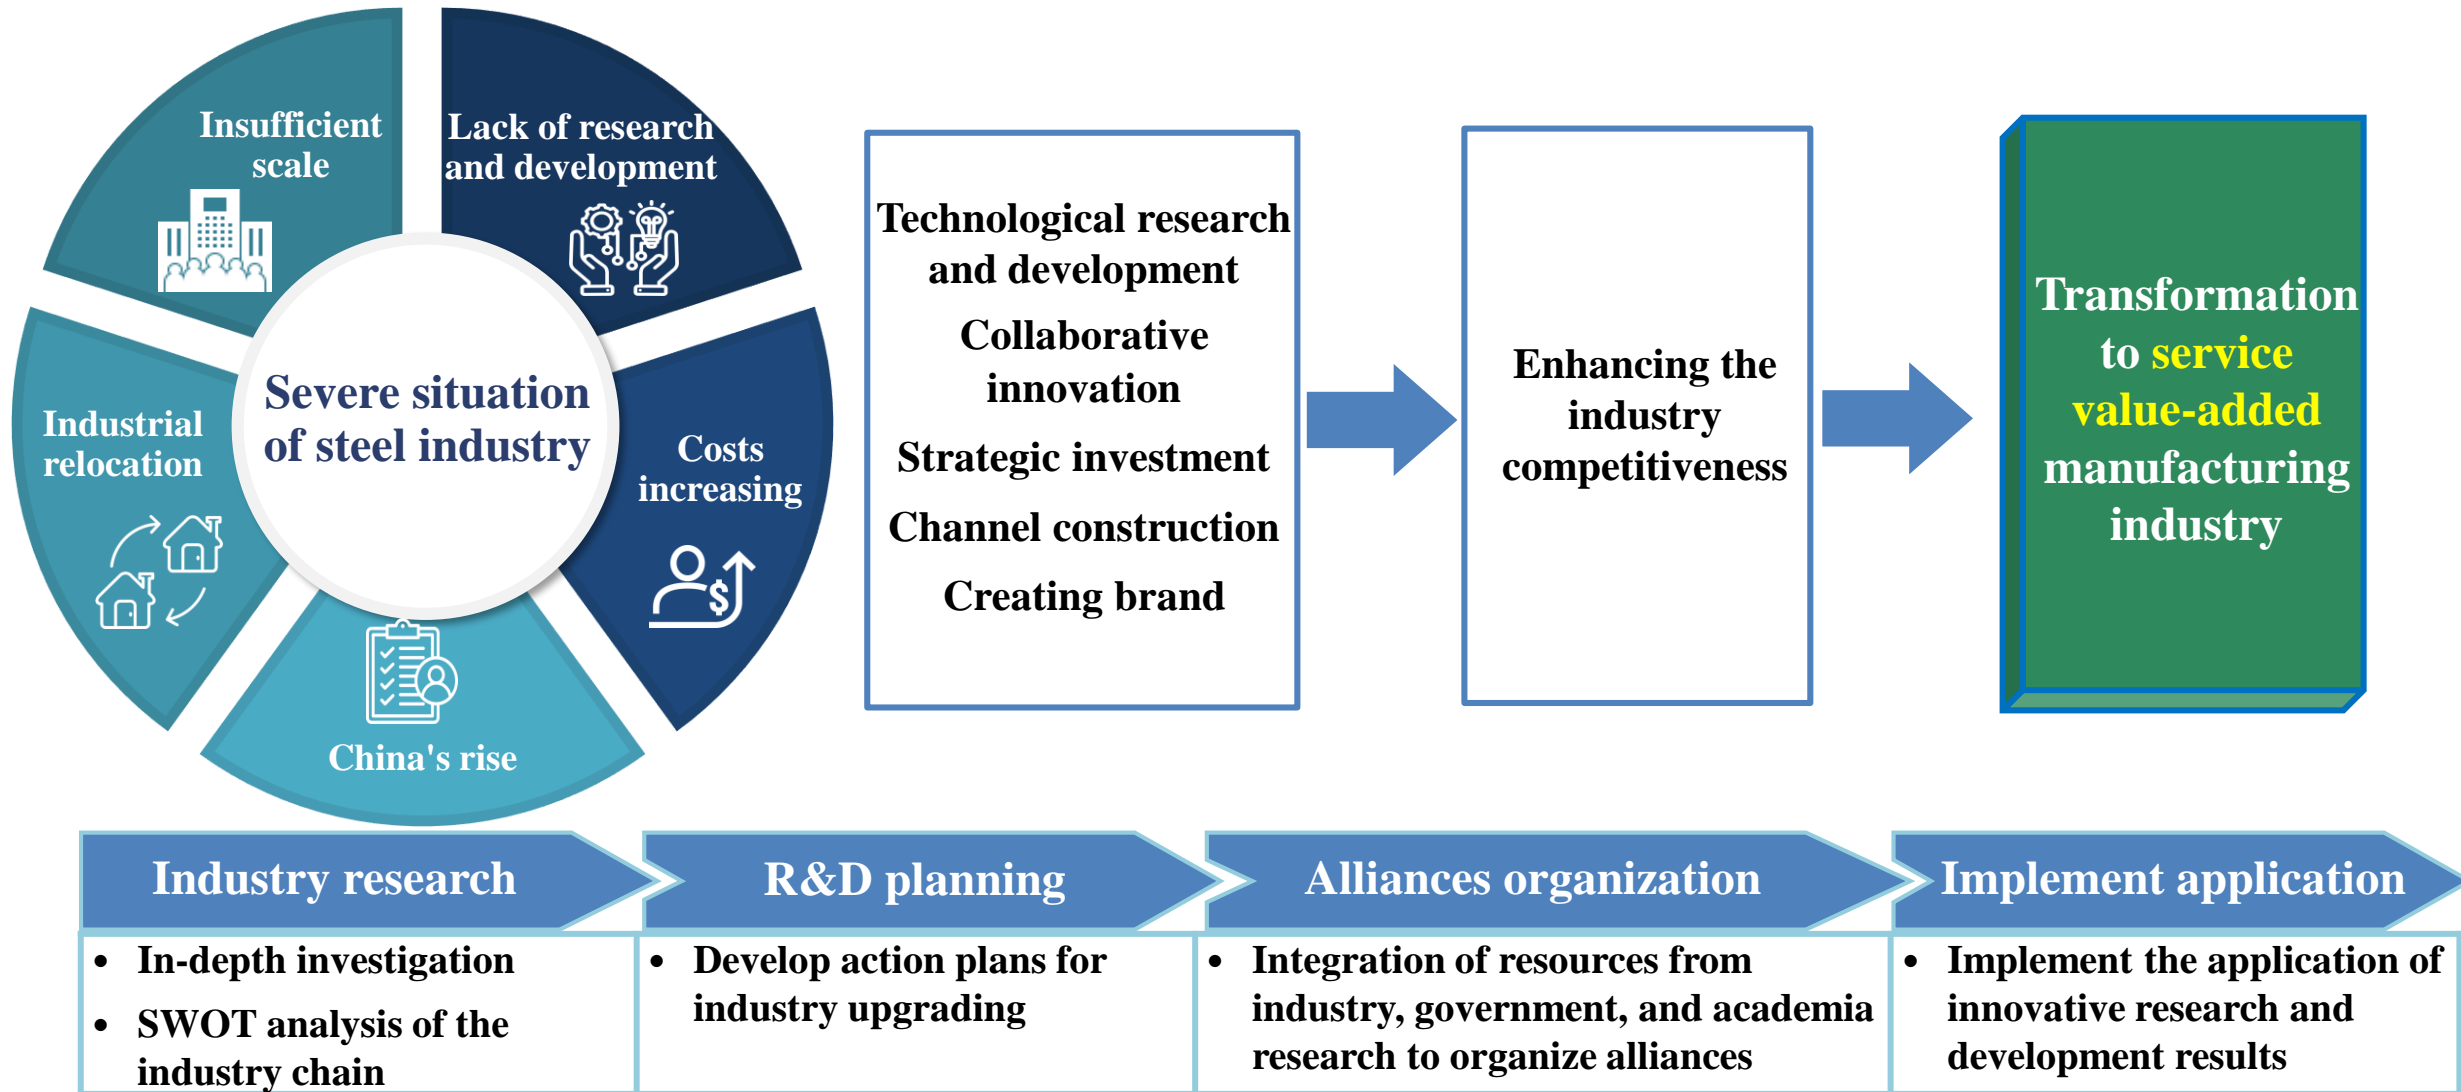 Insufficient
scale
Lack of research
and development
Industrial
relocation
Severe situation
of steel industry
Costs
increasing
$
China's rise
Technological research
and development
Collaborative
innovation
Strategic investment
Channel construction
Creating brand
Enhancing the
industry
competitiveness
Transformation
to service
value-added
manufacturing
industry
Industry research
• In-depth investigation
• SWOT analysis of the
industry chain
R&D planning
• Develop action plans for
industry upgrading
Alliances organization
• Integration of resources from
industry, government, and academia
research to organize alliances
Implement application
• Implement the application of
innovative research and
development results